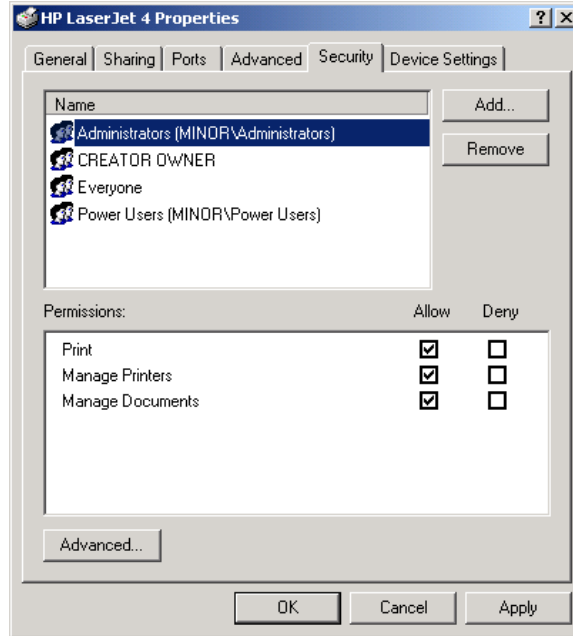 HP LaserJet 4 Properties
General Sharing Ports Advanced Security Device Settings
Name
Add...
Administrators (MINOR\Administrators)
Remove
CREATOR OWNER
Everyone
Power Users (MINOR\Power Users)
Permissions: Allow Deny
Print
Manage Printers
Manage Documents
Advanced...
OK Cancel Apply